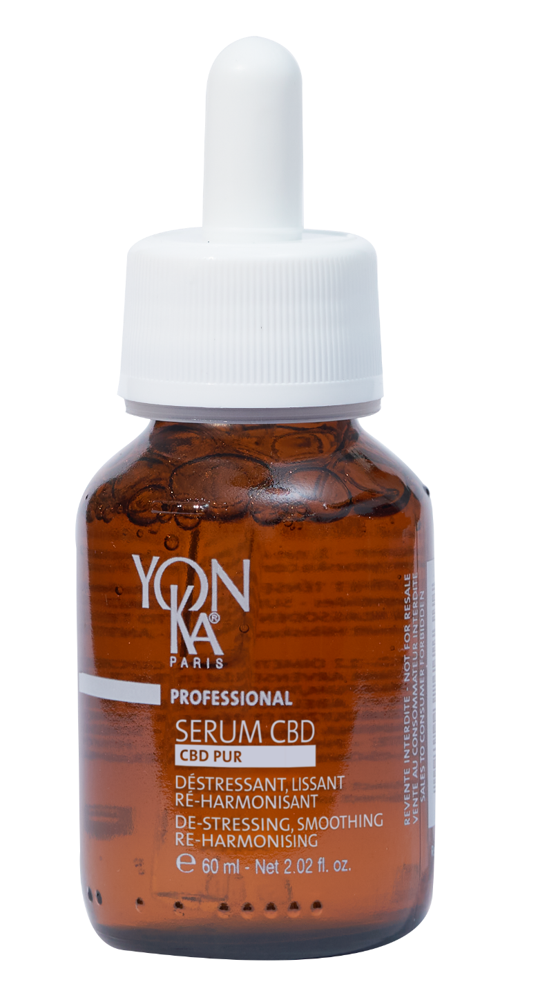 YON
KA®
PARIS
PROFESSIONAL
SERUM CBD
CBD PUR
DÉSTRESSANT, LISSANT
RÉ-HARMONISANT
DE-STRESSING, SMOOTHING
RE-HARMONISING
℮ 60 ml - Net 2.02 fl. oz.
REVENTE INTERDITE - NOT FOR RESALE
VENTE AU CONSOMMATEUR INTERDITE
SALES TO CONSUMER FORBIDDEN